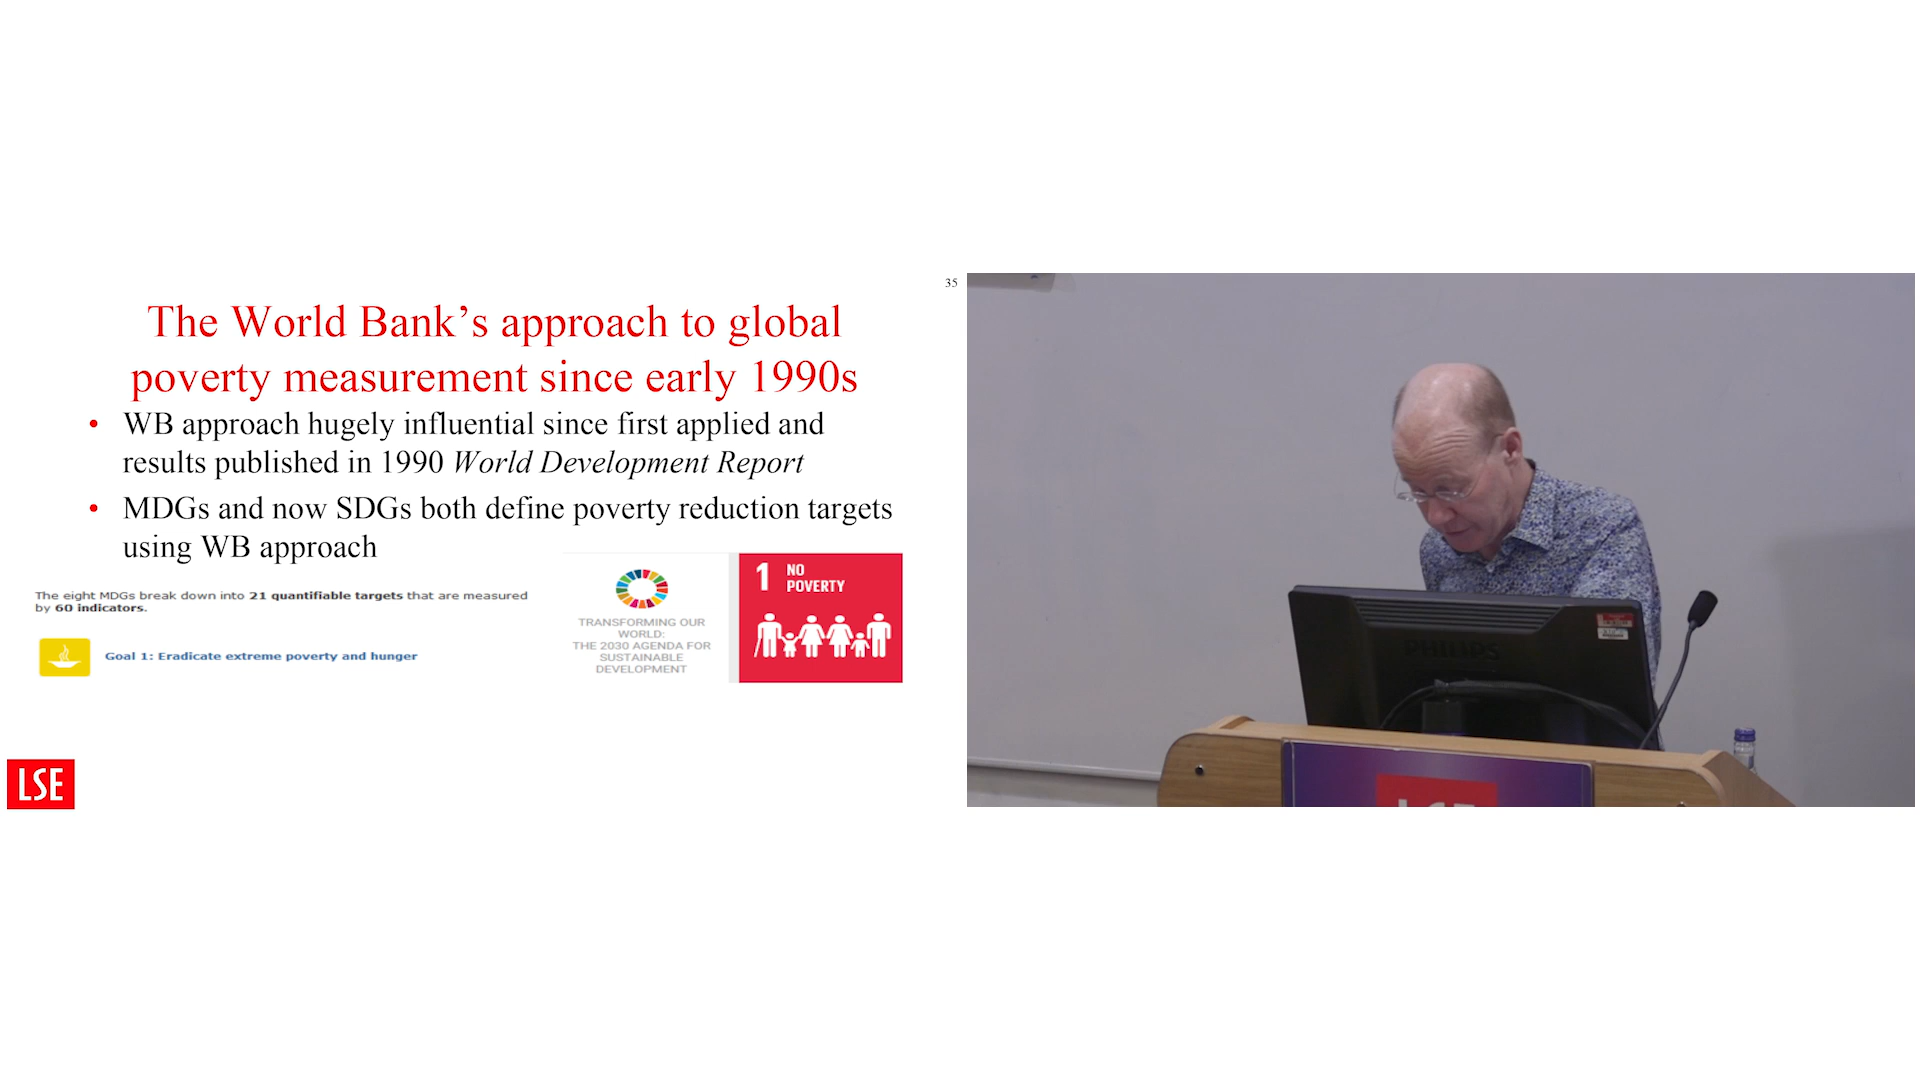 35
The World Bank’s approach to global
poverty measurement since early 1990s
• WB approach hugely influential since first applied and
results published in 1990 World Development Report
• MDGs and now SDGs both define poverty reduction targets
using WB approach
The eight MDGs break down into 21 quantifiable targets that are measured
by 60 indicators.
Goal 1: Eradicate extreme poverty and hunger
TRANSFORMING OUR
WORLD:
THE 2030 AGENDA FOR
SUSTAINABLE
DEVELOPMENT
1 NO
POVERTY
LSE
PHILIPS
LSE